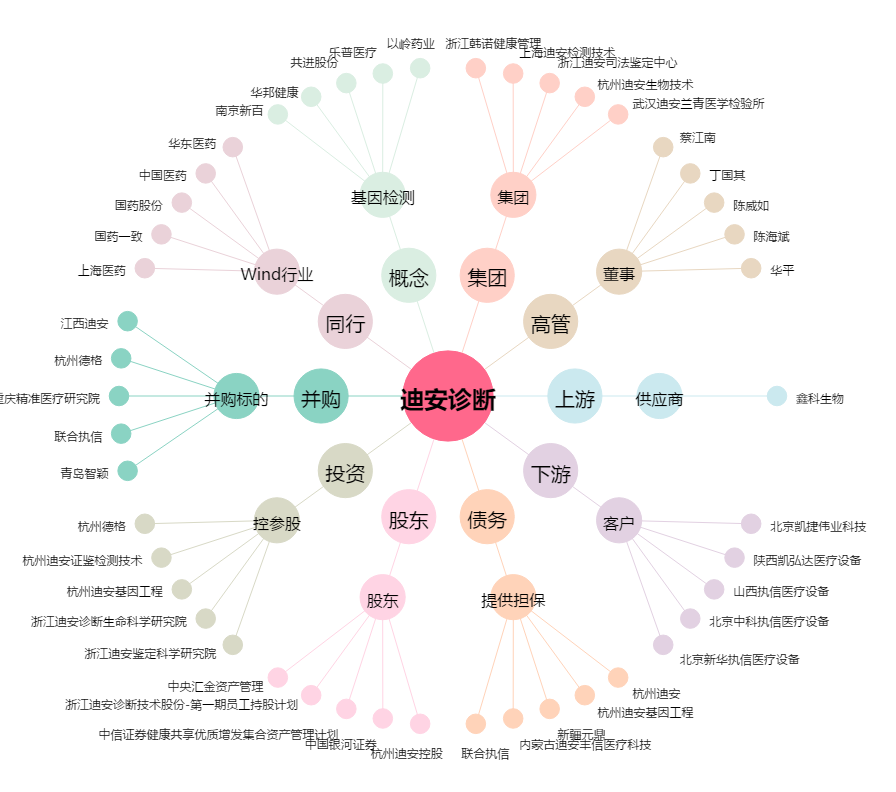 以岭药业
浙江韩诺健康管理
乐普医疗
上海迪安检测技术
共进股份
浙江迪安司法鉴定中心
华邦健康
杭州迪安生物技术
南京新百
武汉迪安兰青医学检验所
华东医药
蔡江南
中国医药
丁国其
基因检测
集团
国药股份
陈威如
国药一致
陈海斌
上海医药
Wind行业
概念
集团
董事
华平
江西迪安
同行
高管
杭州德格
重庆精准医疗研究院
并购标的
并购
迪安诊断
上游
供应商
鑫科生物
联合执信
青岛智颖
投资
下游
杭州德格
控参股
股东
债务
客户
北京凯捷伟业科技
杭州迪安证鉴检测技术
陕西凯弘达医疗设备
杭州迪安基因工程
山西执信医疗设备
股东
提供担保
浙江迪安诊断生命科学研究院
北京中科执信医疗设备
浙江迪安鉴定科学研究院
北京新华执信医疗设备
中央汇金资产管理
杭州迪安
浙江迪安诊断技术股份-第一期员工持股计划
杭州迪安基因工程
中信证券健康共享优质增发集合资产管理计划
新疆元鼎
中国银河证券
内蒙古迪安丰信医疗科技
杭州迪安控股
联合执信